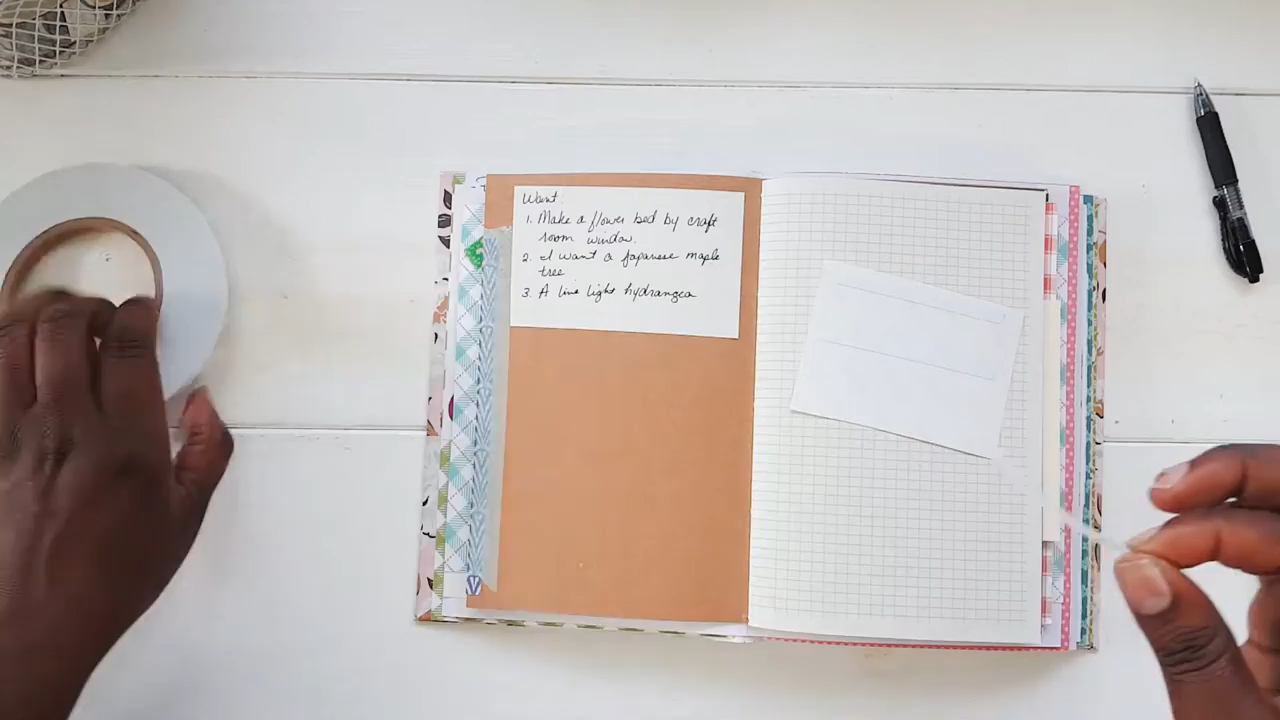 Want:
1. Make a flower bed by craft
room window.
2. I want a Japanese maple
tree
3. A lime light hydrangea